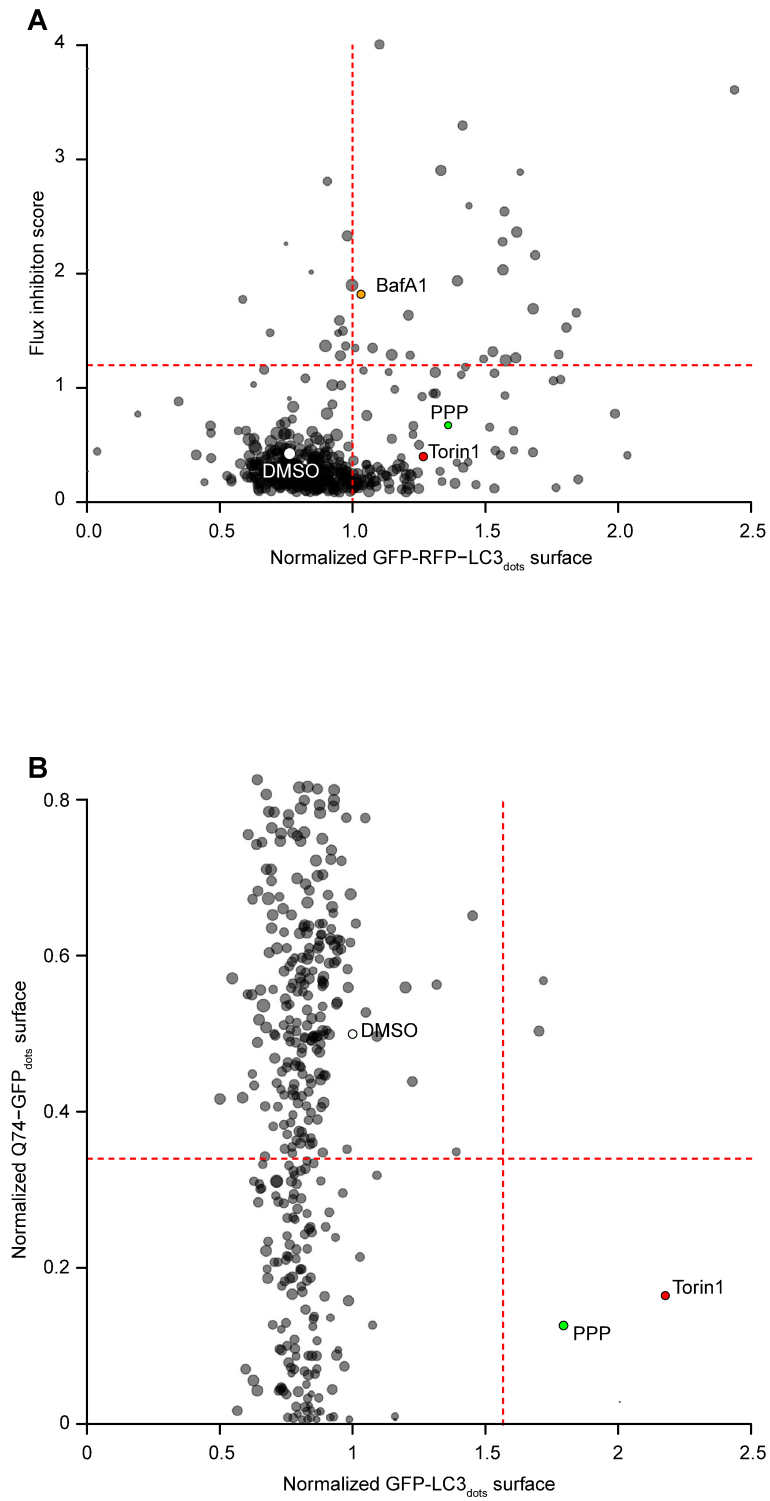 A
4
3
2
1
0
Flux inhibiton score
BafA1
PPP
Torin1
DMSO
0.0 0.5 1.0 1.5 2.0 2.5
Normalized GFP-RFP−LC3dots surface
B
0.8
0.6
0.4
0.2
0
Normalized Q74−GFPdots surface
DMSO
Torin1
PPP
0 0.5 1 1.5 2 2.5
Normalized GFP-LC3dots surface